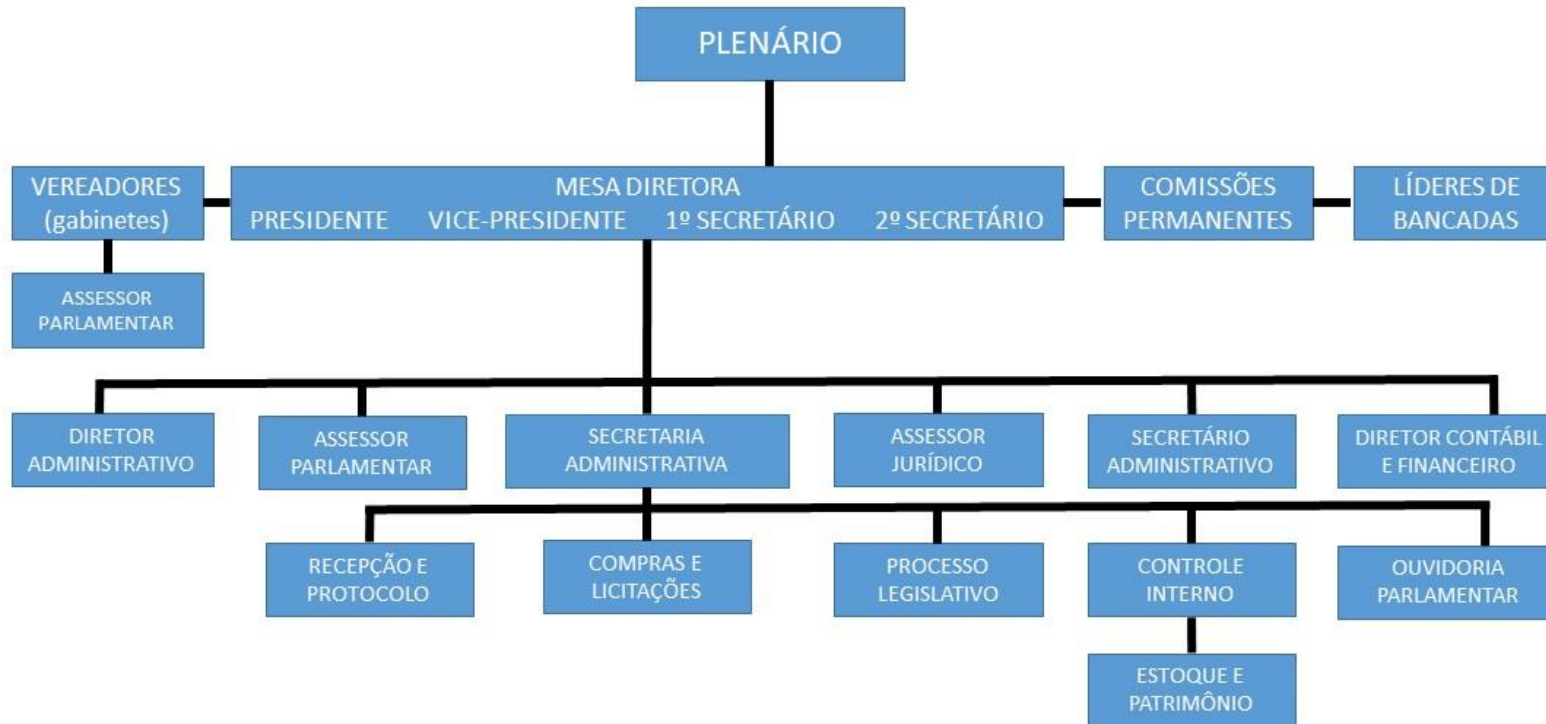 PLENÁRIO
VEREADORES
(gabinetes)
MESA DIRETORA
PRESIDENTE VICE-PRESIDENTE 1º SECRETÁRIO 2º SECRETÁRIO
COMISSÕES
PERMANENTES
LÍDERES DE
BANCADAS
ASSESSOR
PARLAMENTAR
DIRETOR
ADMINISTRATIVO
ASSESSOR
PARLAMENTAR
SECRETARIA
ADMINISTRATIVA
ASSESSOR
JURÍDICO
SECRETÁRIO
ADMINISTRATIVO
DIRETOR CONTÁBIL
E FINANCEIRO
RECEPÇÃO E
PROTOCOLO
COMPRAS E
LICITAÇÕES
PROCESSO
LEGISLATIVO
CONTROLE
INTERNO
OUVIDORIA
PARLAMENTAR
ESTOQUE E
PATRIMÔNIO